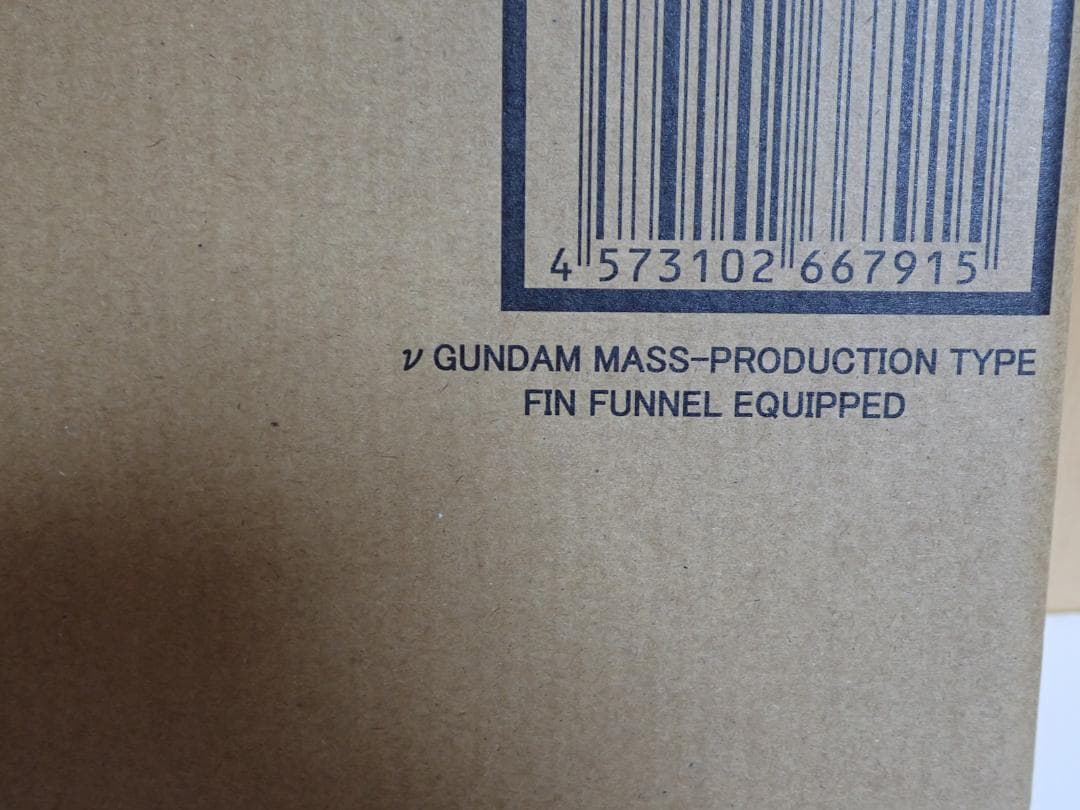 4 573102 667915
ν GUNDAM MASS-PRODUCTION TYPE
FIN FUNNEL EQUIPPED